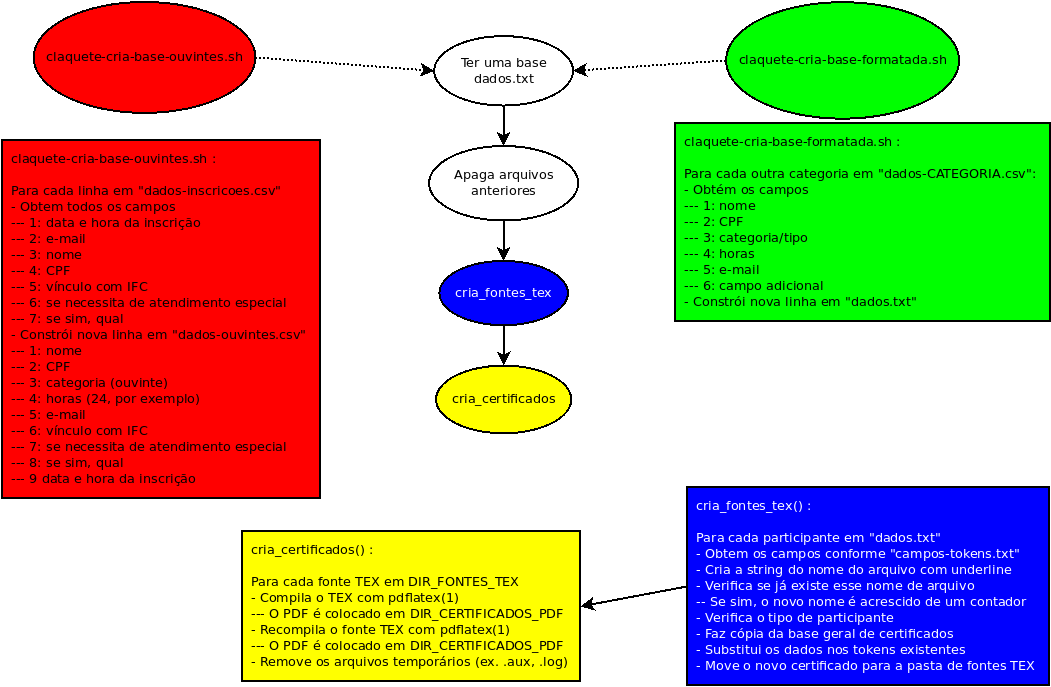 claquete-cria-base-ouvintes.sh
Ter uma base
dados.txt
claquete-cria-base-formatada.sh
Apaga arquivos
anteriores
cria_fontes_tex
cria_certificados
claquete-cria-base-ouvintes.sh :
Para cada linha em "dados-inscricoes.csv"
- Obtem todos os campos
--- 1: data e hora da inscrição
--- 2: e-mail
--- 3: nome
--- 4: CPF
--- 5: vínculo com IFC
--- 6: se necessita de atendimento especial
--- 7: se sim, qual
- Constrói nova linha em "dados-ouvintes.csv"
--- 1: nome
--- 2: CPF
--- 3: categoria (ouvinte)
--- 4: horas (24, por exemplo)
--- 5: e-mail
--- 6: vínculo com IFC
--- 7: se necessita de atendimento especial
--- 8: se sim, qual
--- 9 data e hora da inscrição
claquete-cria-base-formatada.sh :
Para cada outra categoria em "dados-CATEGORIA.csv":
- Obtém os campos
--- 1: nome
--- 2: CPF
--- 3: categoria/tipo
--- 4: horas
--- 5: e-mail
--- 6: campo adicional
- Constrói nova linha em "dados.txt"
cria_certificados() :
Para cada fonte TEX em DIR_FONTES_TEX
- Compila o TEX com pdflatex(1)
--- O PDF é colocado em DIR_CERTIFICADOS_PDF
- Recompila o fonte TEX com pdflatex(1)
--- O PDF é colocado em DIR_CERTIFICADOS_PDF
- Remove os arquivos temporários (ex. .aux, .log)
cria_fontes_tex() :
Para cada participante em "dados.txt"
- Obtem os campos conforme "campos-tokens.txt"
- Cria a string do nome do arquivo com underline
- Verifica se já existe esse nome de arquivo
-- Se sim, o novo nome é acrescido de um contador
- Verifica o tipo de participante
- Faz cópia da base geral de certificados
- Substitui os dados nos tokens existentes
- Move o novo certificado para a pasta de fontes TEX